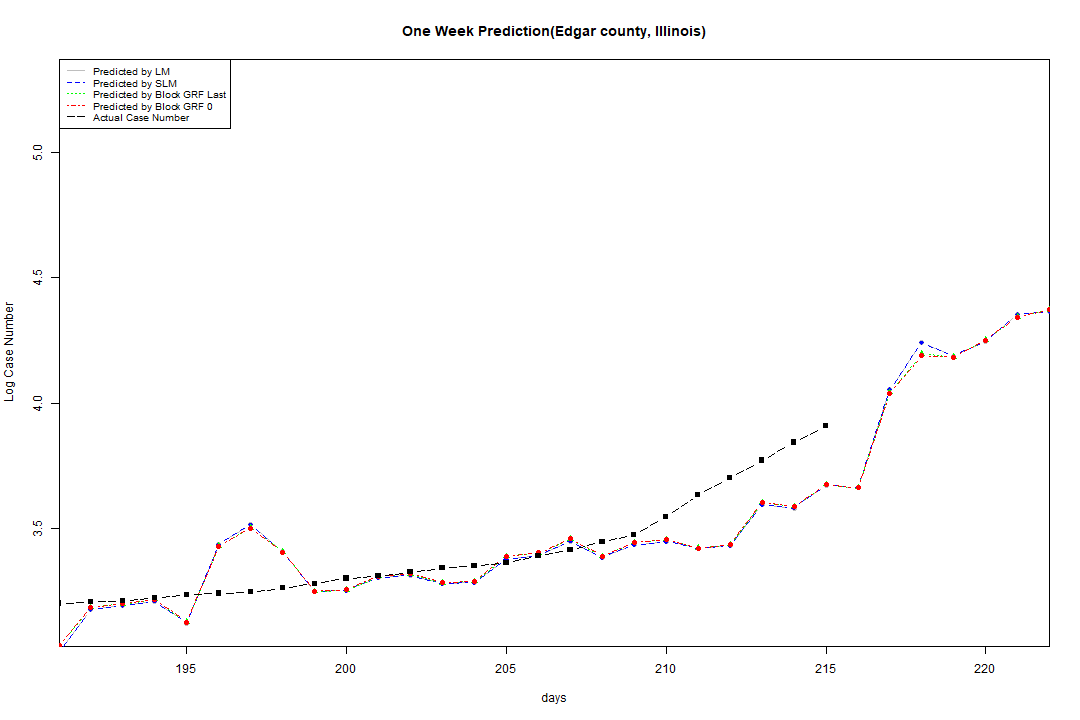 One Week Prediction(Edgar county, Illinois)
Predicted by LM
Predicted by SLM
Predicted by Block GRF Last
Predicted by Block GRF 0
Actual Case Number
5.0
4.5
4.0
3.5
Log Case Number
195 200 205 210 215 220
days